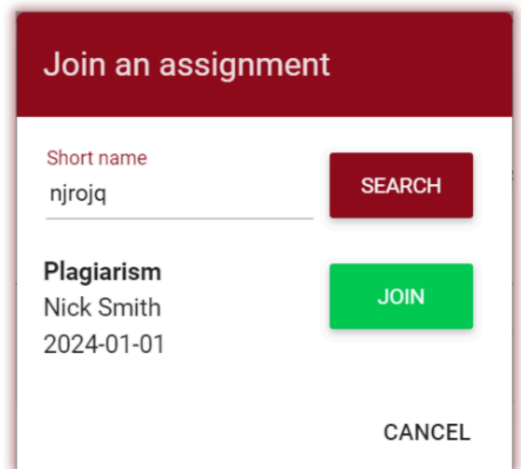 Join an assignment
Short name
njrojq
SEARCH
Plagiarism
Nick Smith
2024-01-01
JOIN
CANCEL